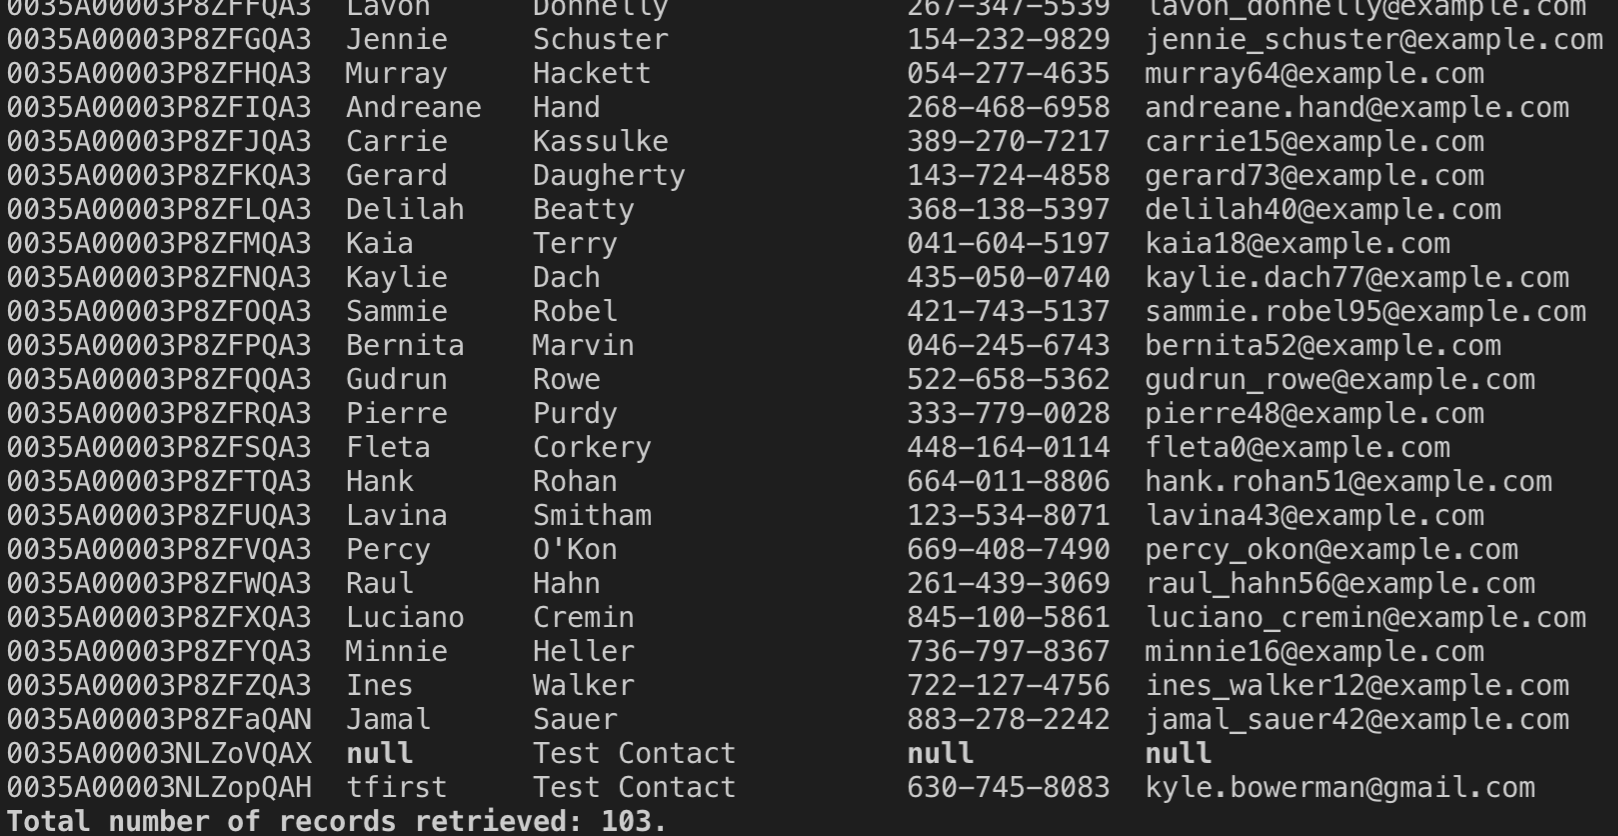 0035A00003P8ZFFQA3 Lavon Donnelly 267-347-5539 lavon_donnelly@example.com
0035A00003P8ZFGQA3 Jennie Schuster 154-232-9829 jennie_schuster@example.com
0035A00003P8ZFHQA3 Murray Hackett 054-277-4635 murray64@example.com
0035A00003P8ZFIQA3 Andreane Hand 268-468-6958 andreane.hand@example.com
0035A00003P8ZFJQA3 Carrie Kassulke 389-270-7217 carrie15@example.com
0035A00003P8ZFKQA3 Gerard Daugherty 143-724-4858 gerard73@example.com
0035A00003P8ZFLQA3 Delilah Beatty 368-138-5397 delilah40@example.com
0035A00003P8ZFMQA3 Kaia Terry 041-604-5197 kaia18@example.com
0035A00003P8ZFNQA3 Kaylie Dach 435-050-0740 kaylie.dach77@example.com
0035A00003P8ZFOQA3 Sammie Robel 421-743-5137 sammie.robel95@example.com
0035A00003P8ZFPQA3 Bernita Marvin 046-245-6743 bernita52@example.com
0035A00003P8ZFQQA3 Gudrun Rowe 522-658-5362 gudrun_rowe@example.com
0035A00003P8ZFRQA3 Pierre Purdy 333-779-0028 pierre48@example.com
0035A00003P8ZFSQA3 Fleta Corkery 448-164-0114 fleta0@example.com
0035A00003P8ZFTQA3 Hank Rohan 664-011-8806 hank.rohan51@example.com
0035A00003P8ZFUQA3 Lavina Smitham 123-534-8071 lavina43@example.com
0035A00003P8ZFVQA3 Percy O'Kon 669-408-7490 percy_okon@example.com
0035A00003P8ZFWQA3 Raul Hahn 261-439-3069 raul_hahn56@example.com
0035A00003P8ZFXQA3 Luciano Cremin 845-100-5861 luciano_cremin@example.com
0035A00003P8ZFYQA3 Minnie Heller 736-797-8367 minnie16@example.com
0035A00003P8ZFZQA3 Ines Walker 722-127-4756 ines_walker12@example.com
0035A00003P8ZFaQAN Jamal Sauer 883-278-2242 jamal_sauer42@example.com
0035A00003NLZoVQAX null Test Contact null null
0035A00003NLZopQAH tfirst Test Contact 630-745-8083 kyle.bowerman@gmail.com
Total number of records retrieved: 103.